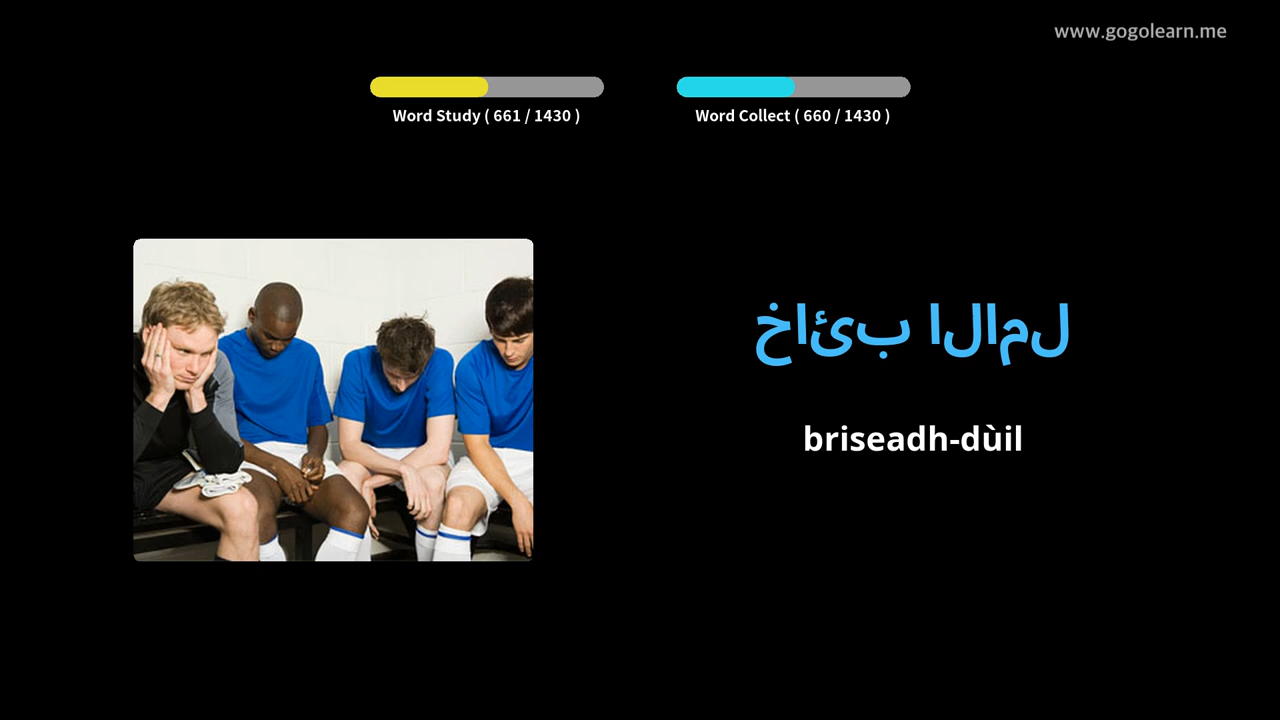 www.gogolearn.me
Word Study ( 661 / 1430 )
Word Collect ( 660 / 1430 )
خائب الامل
briseadh-dùil